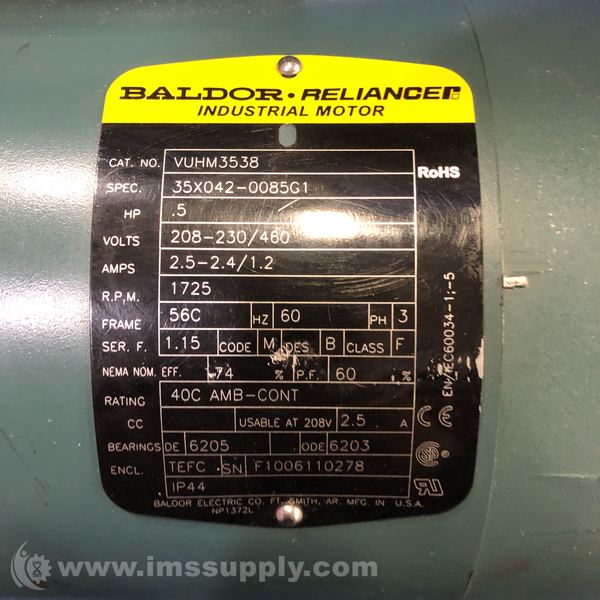 BALDOR · RELIANCER
INDUSTRIAL MOTOR
CAT. NO. VUHM3538
RoHS
SPEC. 35X042-0085G1
HP .5
VOLTS 208-230/460
AMPS 2.5-2.4/1.2
R.P.M. 1725
FRAME 56C HZ 60 PH 3
SER. F. 1.15 CODE M DES B CLASS F
NEMA NOM. EFF. 74 % P.F. 60 %
RATING 40C AMB-CONT
CC USABLE AT 208V 2.5 A
BEARINGS DE 6205 ODE 6203
ENCL. TEFC SN F1006110278
IP44
BALDOR ELECTRIC CO. FT. SMITH, AR. MFG. IN U.S.A.
NP1372L
EN/IEC60034-1;-5
CE
www.imssupply.com